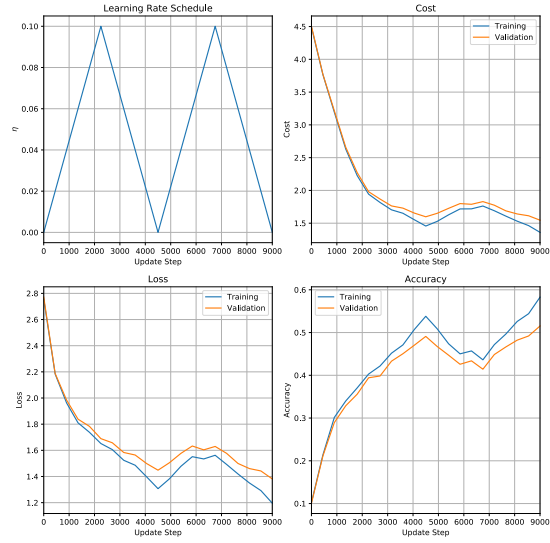 Learning Rate Schedule
0.10
0.08
0.06
0.04
0.02
0.00
η
0 1000 2000 3000 4000 5000 6000 7000 8000 9000
Update Step
Cost
4.5
4.0
3.5
3.0
2.5
2.0
1.5
Cost
Training
Validation
0 1000 2000 3000 4000 5000 6000 7000 8000 9000
Update Step
Loss
2.8
2.6
2.4
2.2
2.0
1.8
1.6
1.4
1.2
Loss
Training
Validation
0 1000 2000 3000 4000 5000 6000 7000 8000 9000
Update Step
Accuracy
0.6
0.5
0.4
0.3
0.2
0.1
Accuracy
Training
Validation
0 1000 2000 3000 4000 5000 6000 7000 8000 9000
Update Step